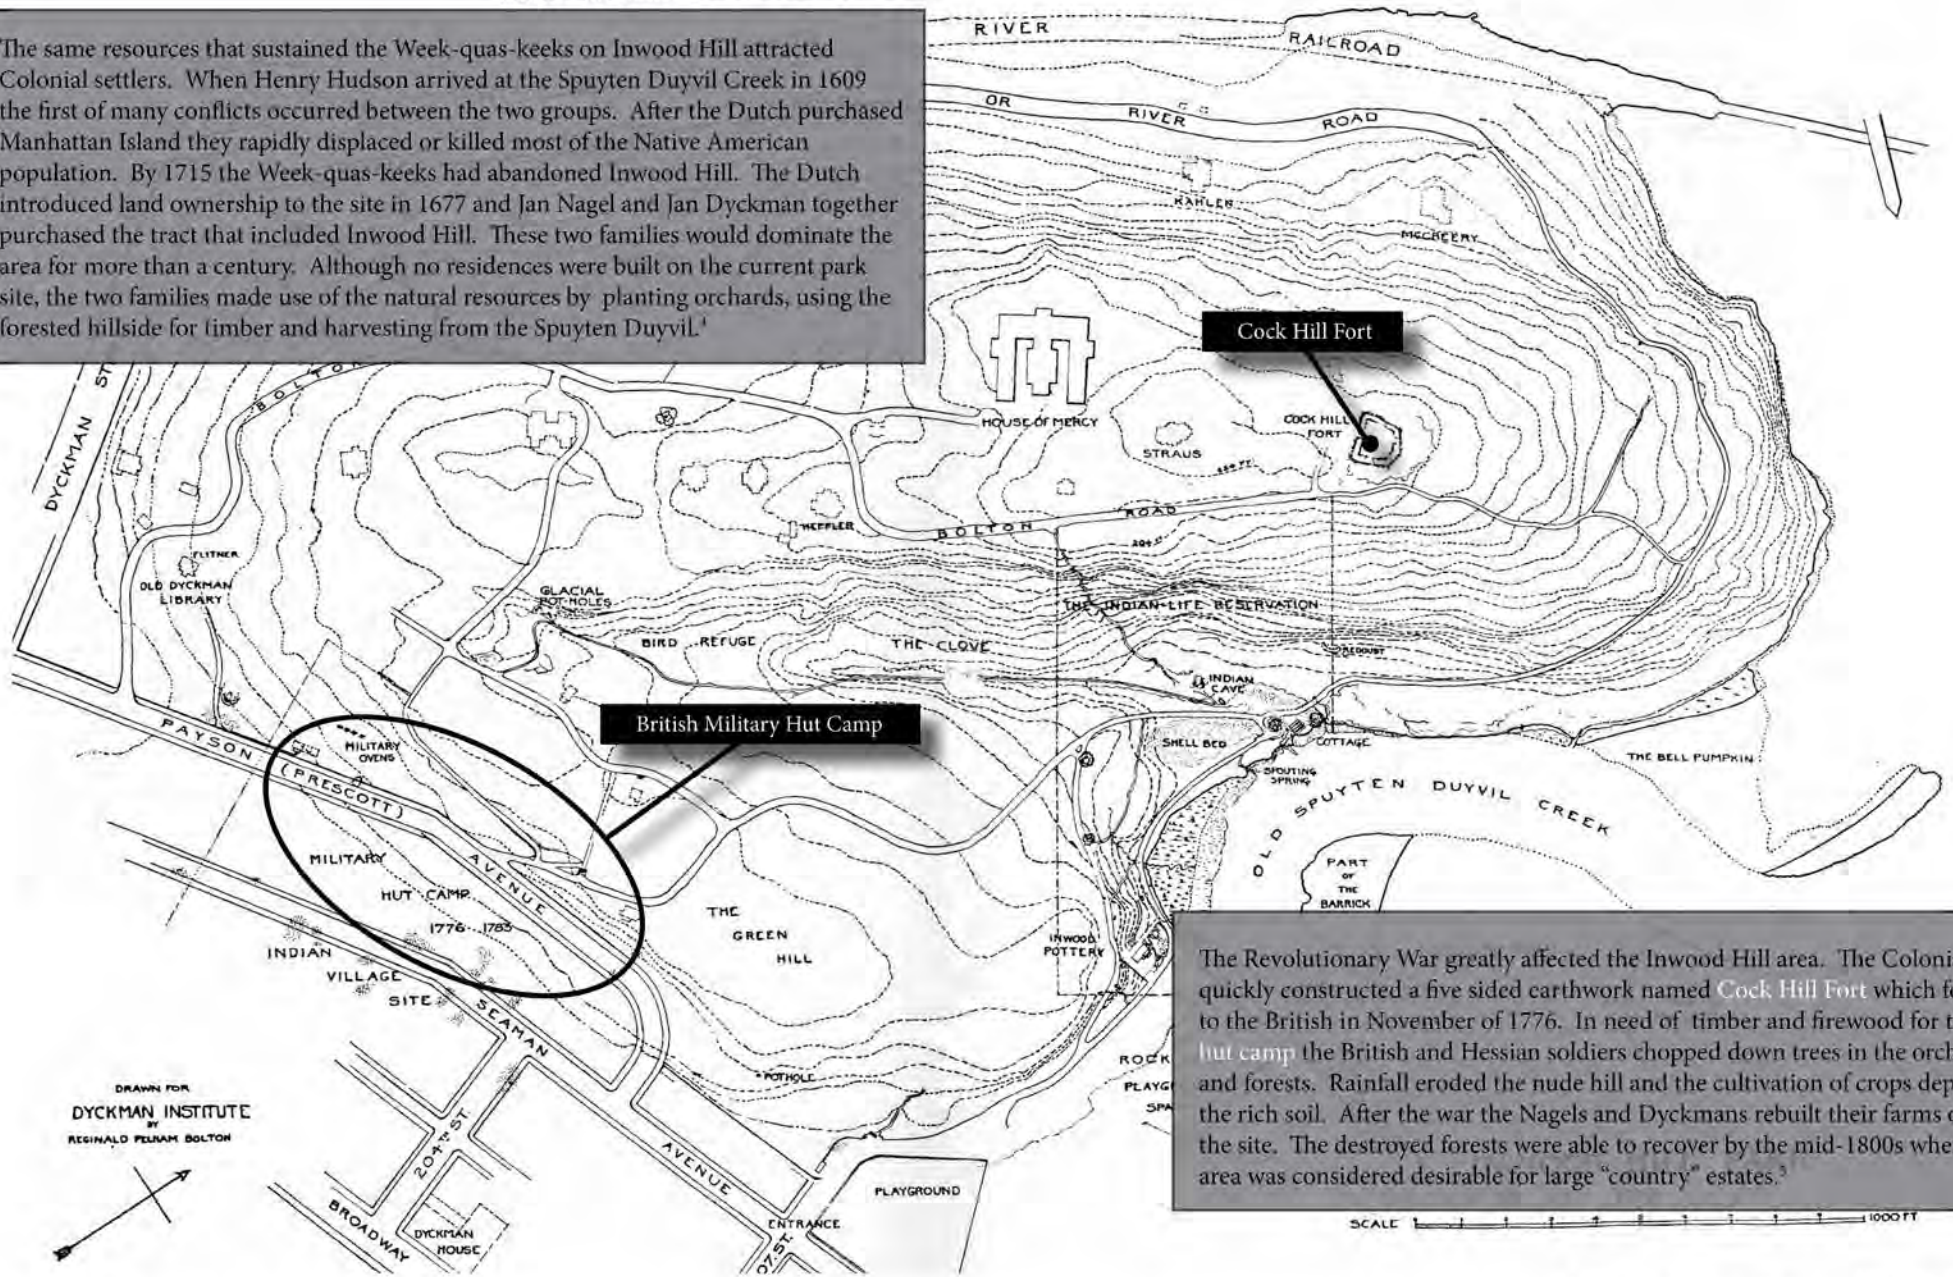 The same resources that sustained the Week-quas-keeks on Inwood Hill attracted
Colonial settlers. When Henry Hudson arrived at the Spuyten Duyvil Creek in 1609
the first of many conflicts occurred between the two groups. After the Dutch purchased
Manhattan Island they rapidly displaced or killed most of the Native American
population. By 1715 the Week-quas-keeks had abandoned Inwood Hill. The Dutch
introduced land ownership to the site in 1677 and Jan Nagel and Jan Dyckman together
purchased the tract that included Inwood Hill. These two families would dominate the
area for more than a century. Although no residences were built on the current park
site, the two families made use of the natural resources by planting orchards, using the
forested hillside for timber and harvesting from the Spuyten Duyvil.⁴
RIVER
RAILROAD
OR
RIVER
ROAD
KAHLER
MCCREERY
Cock Hill Fort
HOUSE OF MERCY
COCK HILL
FORT
STRAUS
DYCKMAN ST
BOLTON
HEFFLER
BOLTON
ROAD
200 FT
FLITNER
OLD DYCKMAN
LIBRARY
GLACIAL
POT-HOLES
BIRD REFUGE
THE CLOVE
THE INDIAN-LIFE RESERVATION
REDOUBT
INDIAN
CAVE
British Military Hut Camp
SHELL BED
COTTAGE
SPOUTING
SPRING
THE BELL PUMPKIN
OLD SPUYTEN DUYVIL CREEK
PART
OF
THE
BARRICK
PAYSON
(PRESCOTT)
AVENUE
MILITARY
OVENS
MILITARY
HUT CAMP
1776-1783
INDIAN
VILLAGE
SITE
SEAMAN
AVENUE
THE
GREEN
HILL
INWOOD
POTTERY
POTHOLE
ROCK
PLAYG
SPA
The Revolutionary War greatly affected the Inwood Hill area. The Coloni
quickly constructed a five sided earthwork named Cock Hill Fort which f
to the British in November of 1776. In need of timber and firewood for t
hut camp the British and Hessian soldiers chopped down trees in the orch
and forests. Rainfall eroded the nude hill and the cultivation of crops dep
the rich soil. After the war the Nagels and Dyckmans rebuilt their farms o
the site. The destroyed forests were able to recover by the mid-1800s whe
area was considered desirable for large “country” estates.⁵
DRAWN FOR
DYCKMAN INSTITUTE
BY
REGINALD PELHAM BOLTON
204TH ST.
BROADWAY
DYCKMAN
HOUSE
PLAYGROUND
ENTRANCE
07 ST.
SCALE
1000 FT